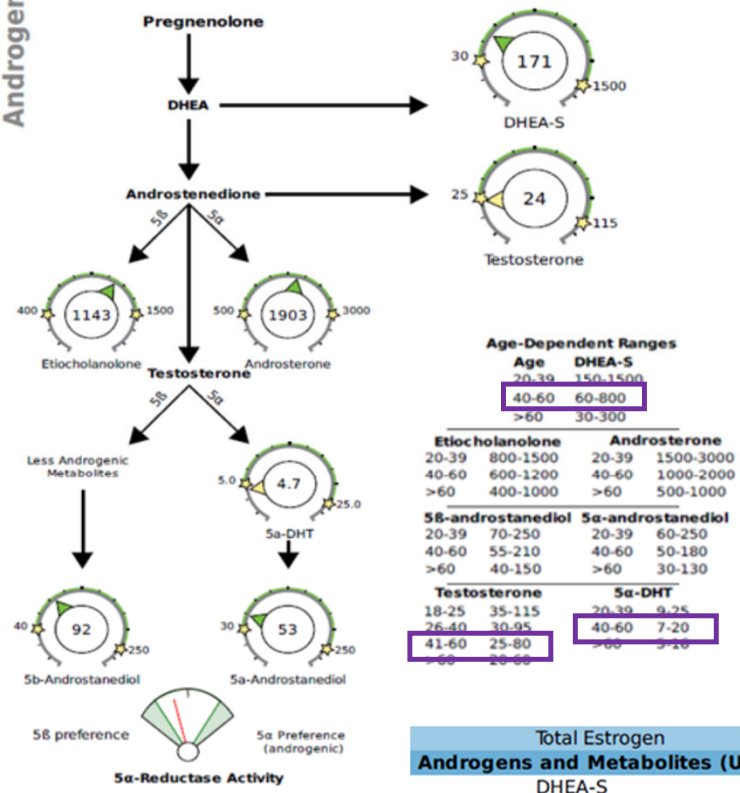 Androgen
Pregnenolone
30
171
1500
DHEA-S
DHEA
Androstenedione
25
24
115
Testosterone
5ß
5α
400
1143
1500
Etiocholanolone
500
1903
3000
Androsterone
Testosterone
5ß
5α
Less Androgenic
Metabolites
5.0
4.7
25.0
5a-DHT
40
92
250
5b-Androstanediol
30
53
250
5a-Androstanediol
5ß preference
5α Preference
(androgenic)
5α-Reductase Activity
Age-Dependent Ranges
Age DHEA-S
20-39 150-1500
40-60 60-800
>60 30-300
Etiocholanolone Androsterone
20-39 800-1500 20-39 1500-3000
40-60 600-1200 40-60 1000-2000
>60 400-1000 >60 500-1000
5ß-androstanediol 5α-androstanediol
20-39 70-250 20-39 60-250
40-60 55-210 40-60 50-180
>60 40-150 >60 30-130
Testosterone 5α-DHT
18-25 35-115 20-39 9-25
26-40 30-95 40-60 7-20
41-60 25-80 >60 5-16
>60 20-60
Total Estrogen
Androgens and Metabolites (U
DHEA-S